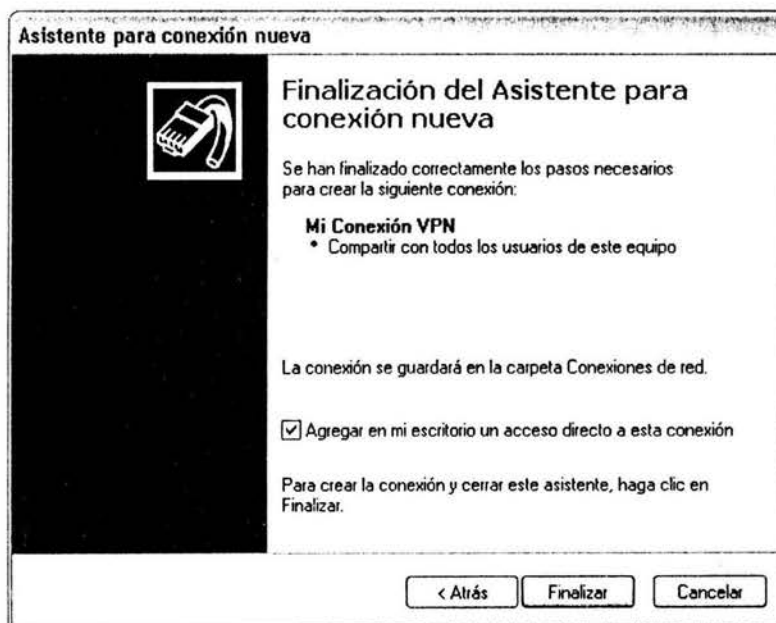 Asistente para conexión nueva
Finalización del Asistente para
conexión nueva
Se han finalizado correctamente los pasos necesarios
para crear la siguiente conexión:
Mi Conexión VPN
• Compartir con todos los usuarios de este equipo
La conexión se guardará en la carpeta Conexiones de red.
Agregar en mi escritorio un acceso directo a esta conexión
Para crear la conexión y cerrar este asistente, haga clic en
Finalizar.
< Atrás Finalizar Cancelar